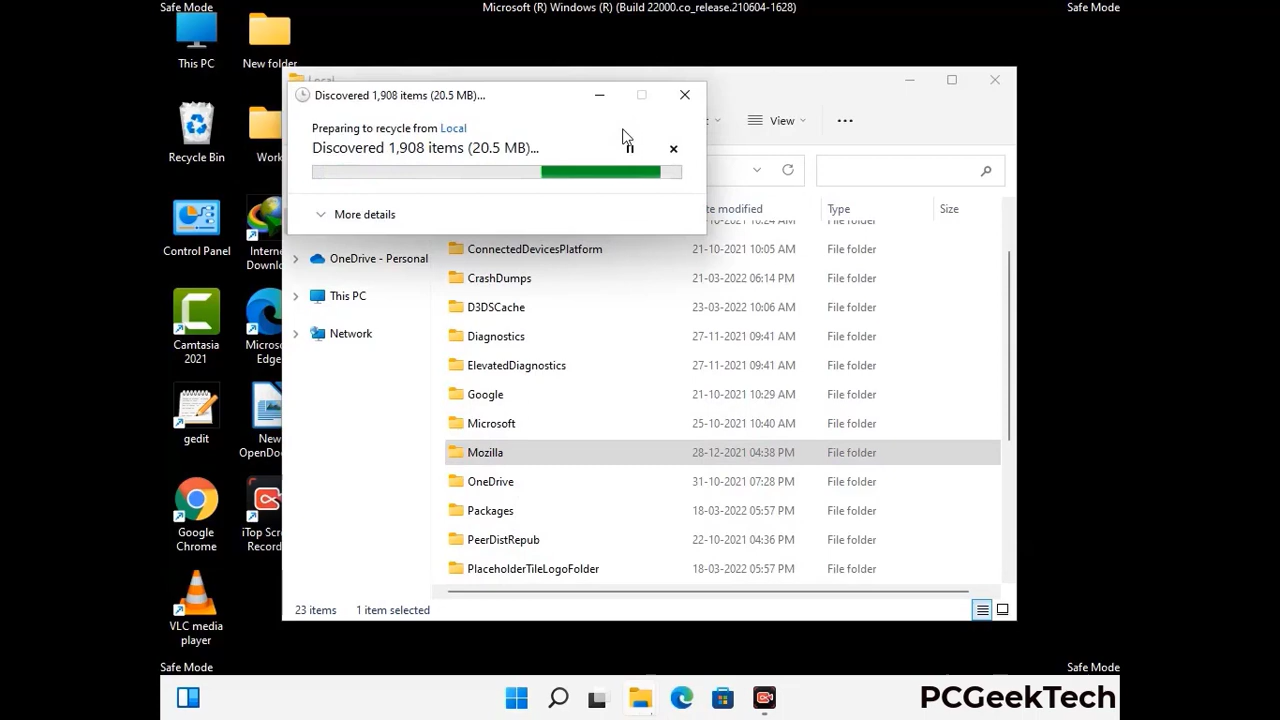 Safe Mode
Microsoft (R) Windows (R) (Build 22000.co_release.210604-1628)
Safe Mode
This PC
New folder
Recycle Bin
Work
Control Panel
Camtasia
2021
Edge
gedit
New
Google
Chrome
VLC media
player
Local
Discovered 1,908 items (20.5 MB)...
Preparing to recycle from Local
Discovered 1,908 items (20.5 MB)...
More details
View
OneDrive - Personal
This PC
Network
te modified
Type
Size
File folder
ConnectedDevicesPlatform 21-10-2021 10:05 AM File folder
CrashDumps 21-03-2022 06:14 PM File folder
D3DSCache 23-03-2022 10:06 AM File folder
Diagnostics 27-11-2021 09:41 AM File folder
ElevatedDiagnostics 27-11-2021 09:41 AM File folder
Google 21-10-2021 10:29 AM File folder
Microsoft 25-10-2021 10:40 AM File folder
Mozilla 28-12-2021 04:38 PM File folder
OneDrive 31-10-2021 07:28 PM File folder
Packages 18-03-2022 05:57 PM File folder
PeerDistRepub 22-10-2021 04:36 PM File folder
PlaceholderTileLogoFolder 18-03-2022 05:57 PM File folder
23 items
1 item selected
Safe Mode
Safe Mode
PCGeekTech